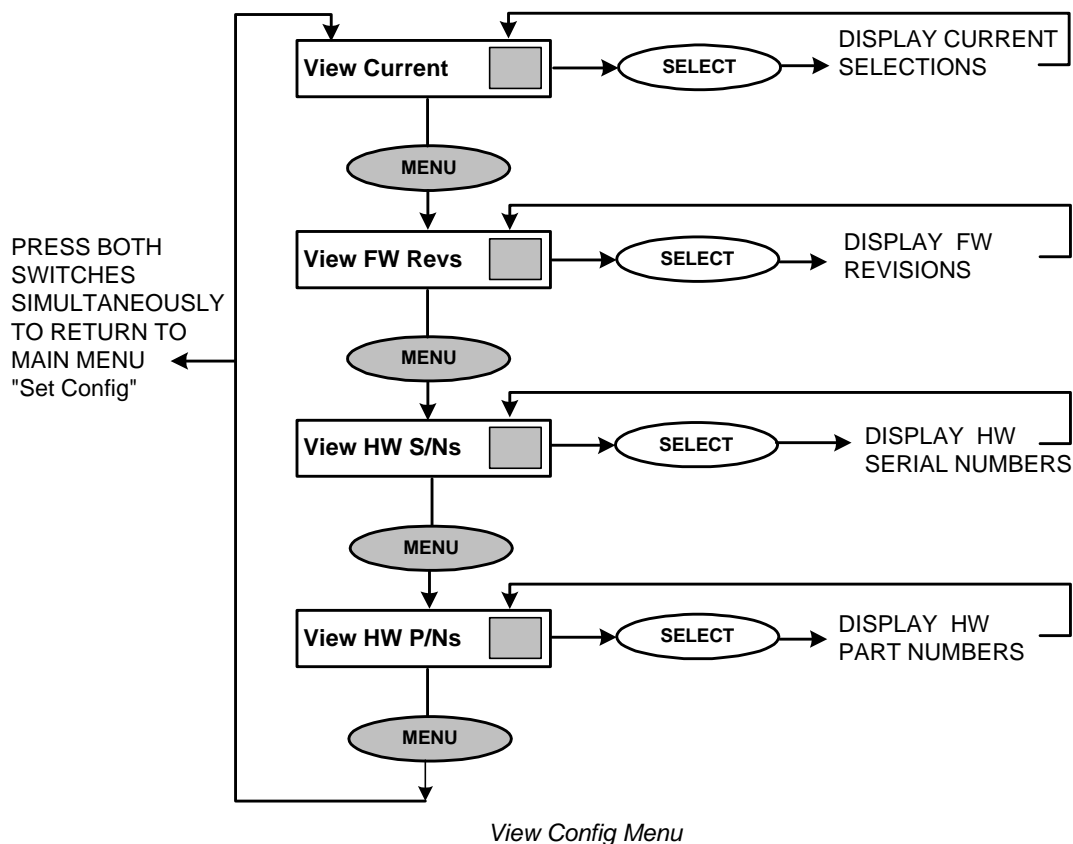 View Current
SELECT
DISPLAY CURRENT
SELECTIONS
MENU
View FW Revs
SELECT
DISPLAY FW
REVISIONS
PRESS BOTH
SWITCHES
SIMULTANEOUSLY
TO RETURN TO
MAIN MENU
"Set Config"
MENU
View HW S/Ns
SELECT
DISPLAY HW
SERIAL NUMBERS
MENU
View HW P/Ns
SELECT
DISPLAY HW
PART NUMBERS
MENU
View Config Menu